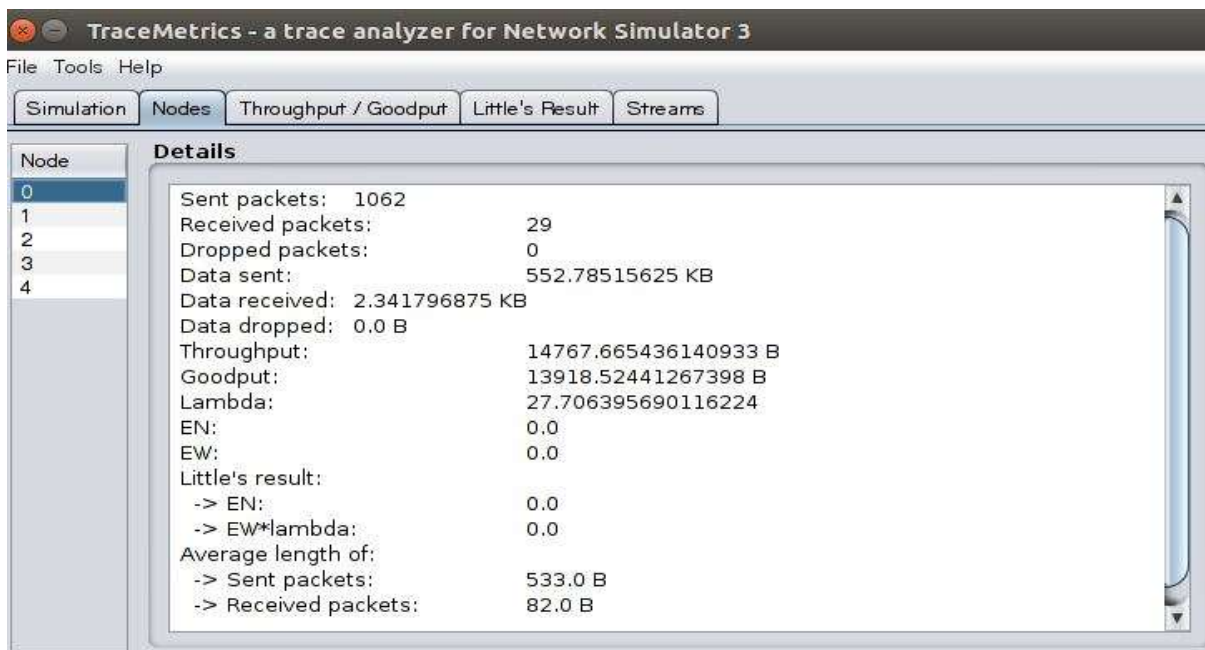 TraceMetrics - a trace analyzer for Network Simulator 3
File Tools Help
Simulation Nodes Throughput / Goodput Little's Result Streams
Node
0
1
2
3
4
Details
Sent packets: 1062
Received packets: 29
Dropped packets: 0
Data sent: 552.78515625 KB
Data received: 2.341796875 KB
Data dropped: 0.0 B
Throughput: 14767.665436140933 B
Goodput: 13918.52441267398 B
Lambda: 27.706395690116224
EN: 0.0
EW: 0.0
Little's result:
-> EN: 0.0
-> EW*lambda: 0.0
Average length of:
-> Sent packets: 533.0 B
-> Received packets: 82.0 B